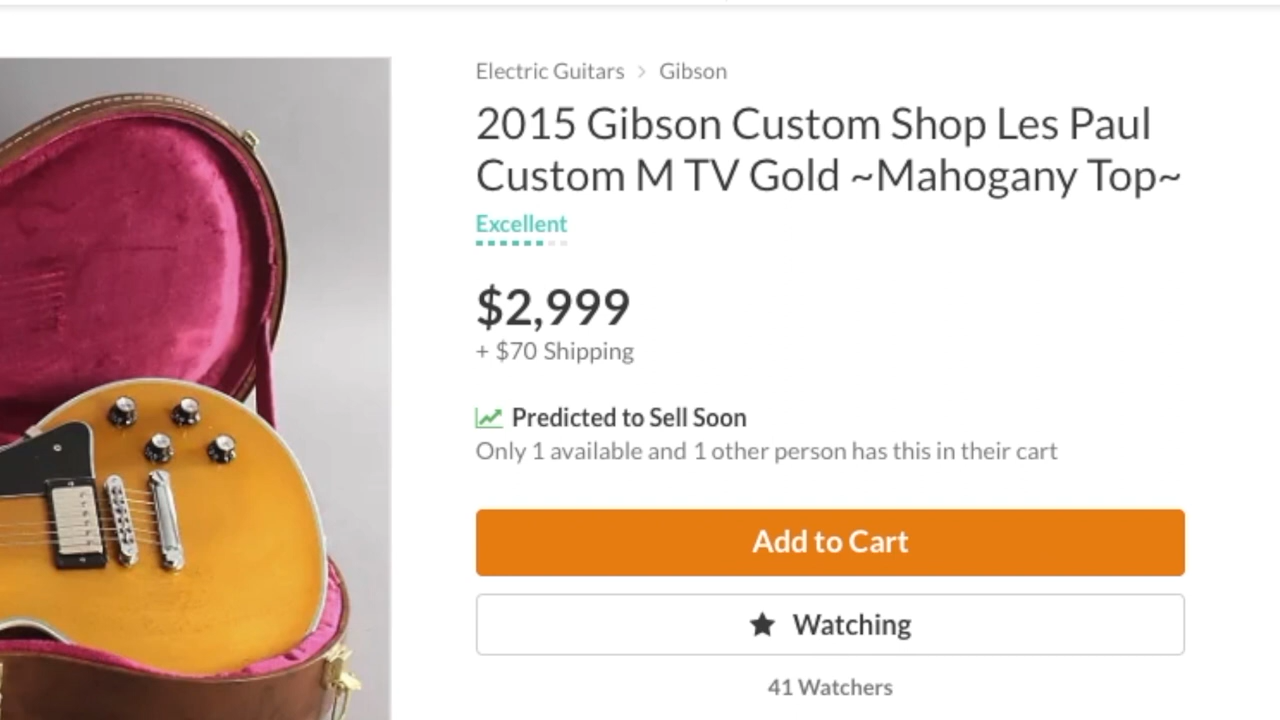 Electric Guitars > Gibson
2015 Gibson Custom Shop Les Paul
Custom M TV Gold ~Mahogany Top~
Excellent
$2,999
+ $70 Shipping
Predicted to Sell Soon
Only 1 available and 1 other person has this in their cart
Add to Cart
Watching
41 Watchers